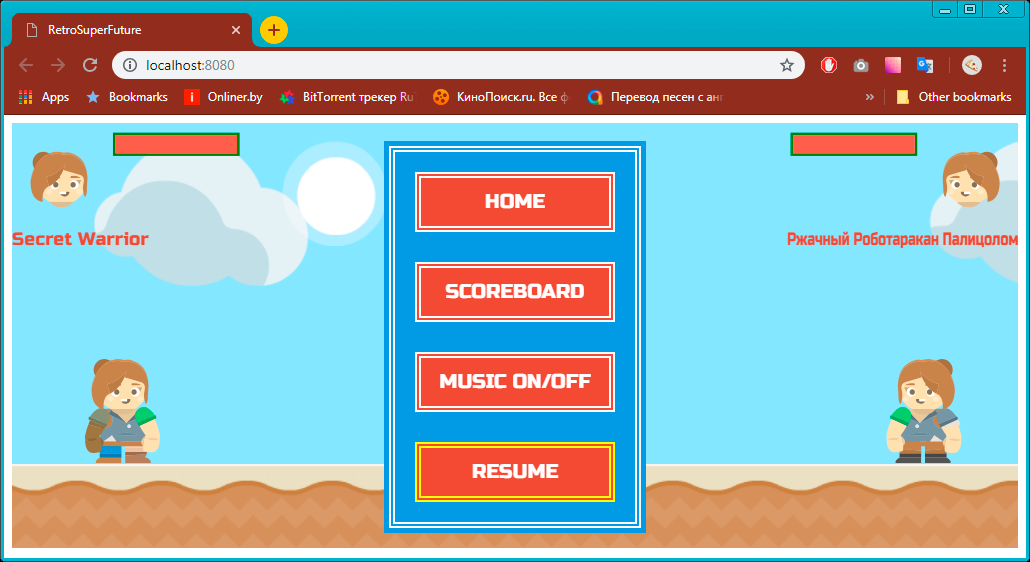 RetroSuperFuture
localhost:8080
Apps
Bookmarks
Onliner.by
BitTorrent трекер Ru
КиноПоиск.ru. Все ф
Перевод песен с анг
Other bookmarks
HOME
Secret Warrior
Ржачный Роботаракан Палицолом
SCOREBOARD
MUSIC ON/OFF
RESUME